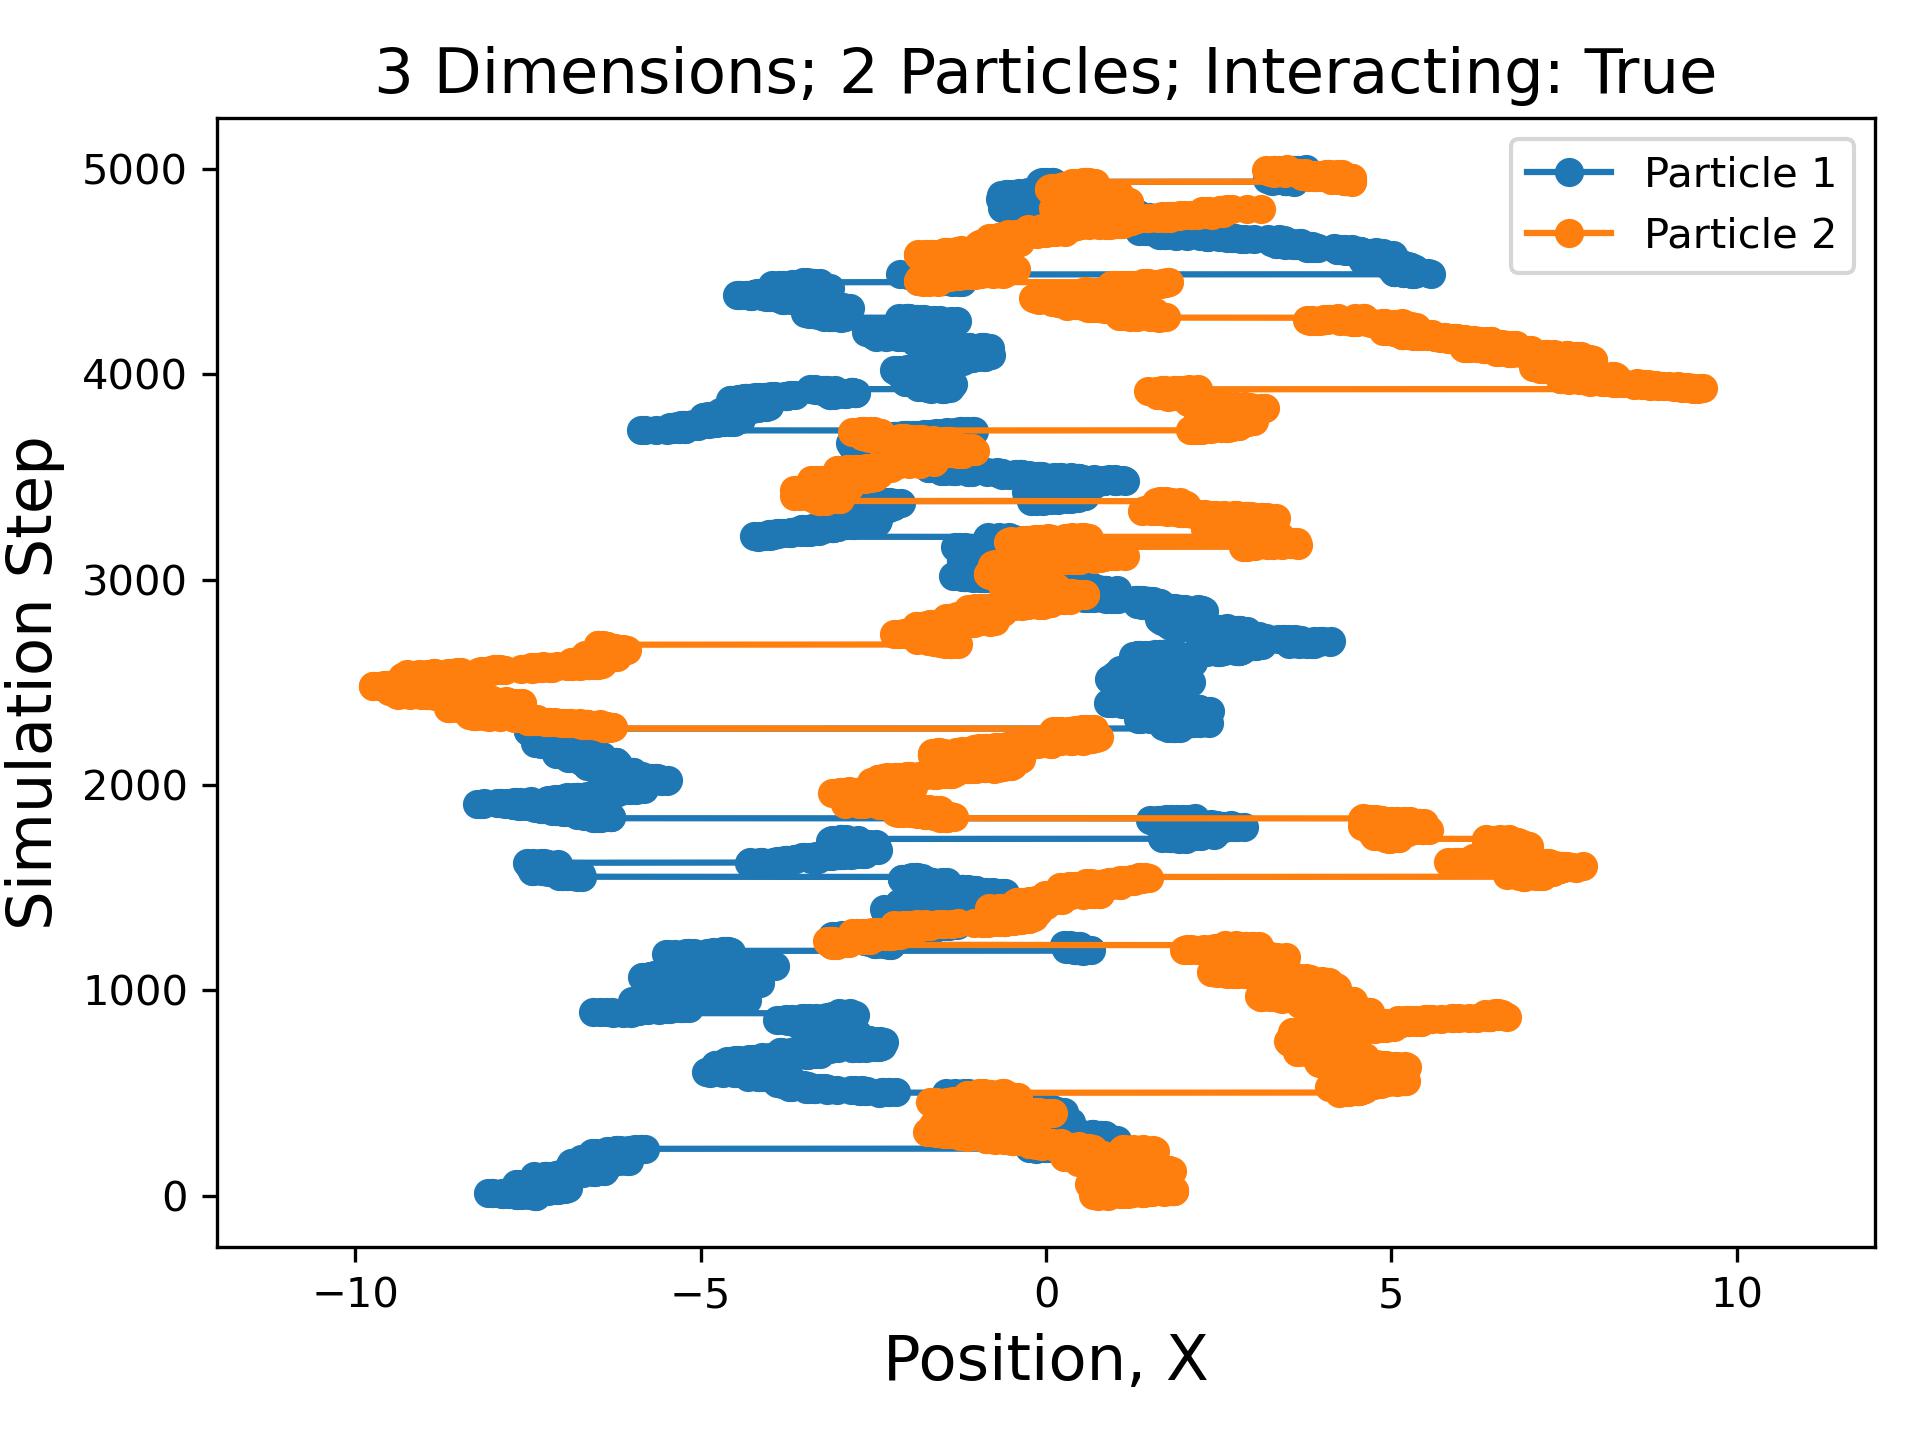 3 Dimensions; 2 Particles; Interacting: True
Particle 1
Particle 2
5000
4000
3000
2000
1000
0
Simulation Step
−10
−5
0
5
10
Position, X